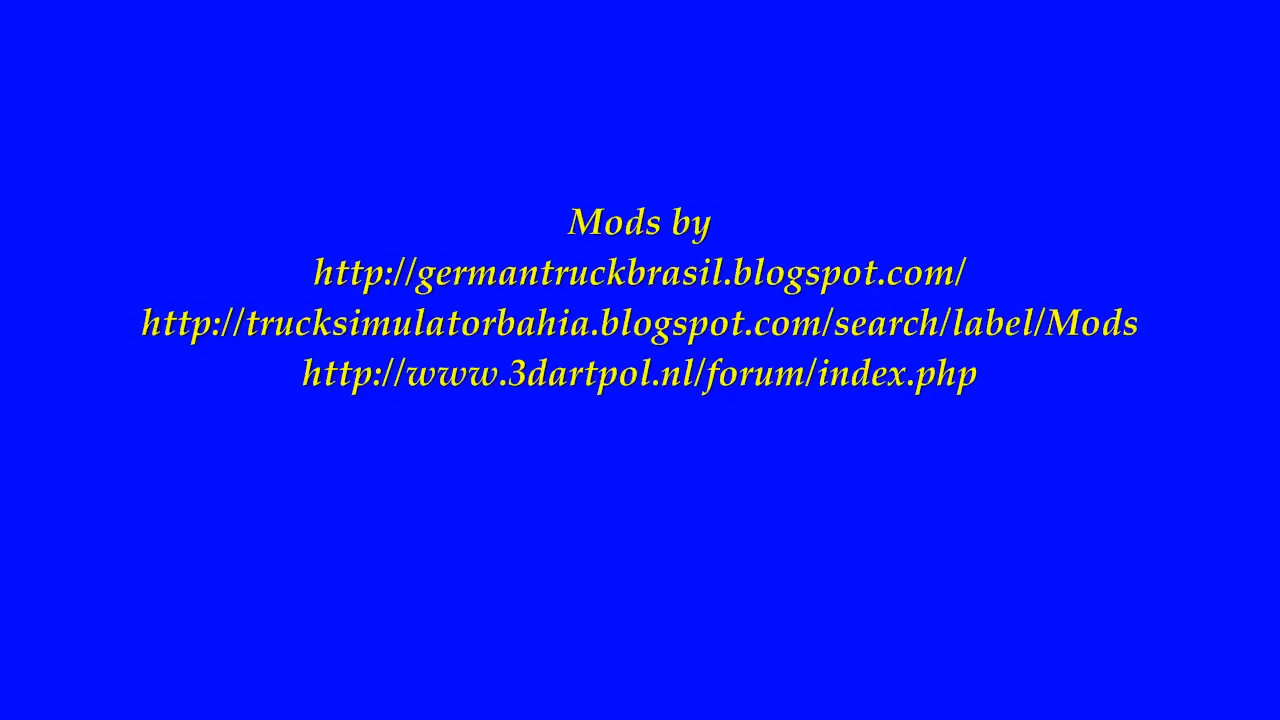 Mods by
http://germantruckbrasil.blogspot.com/
http://trucksimulatorbahia.blogspot.com/search/label/Mods
http://www.3dartpol.nl/forum/index.php